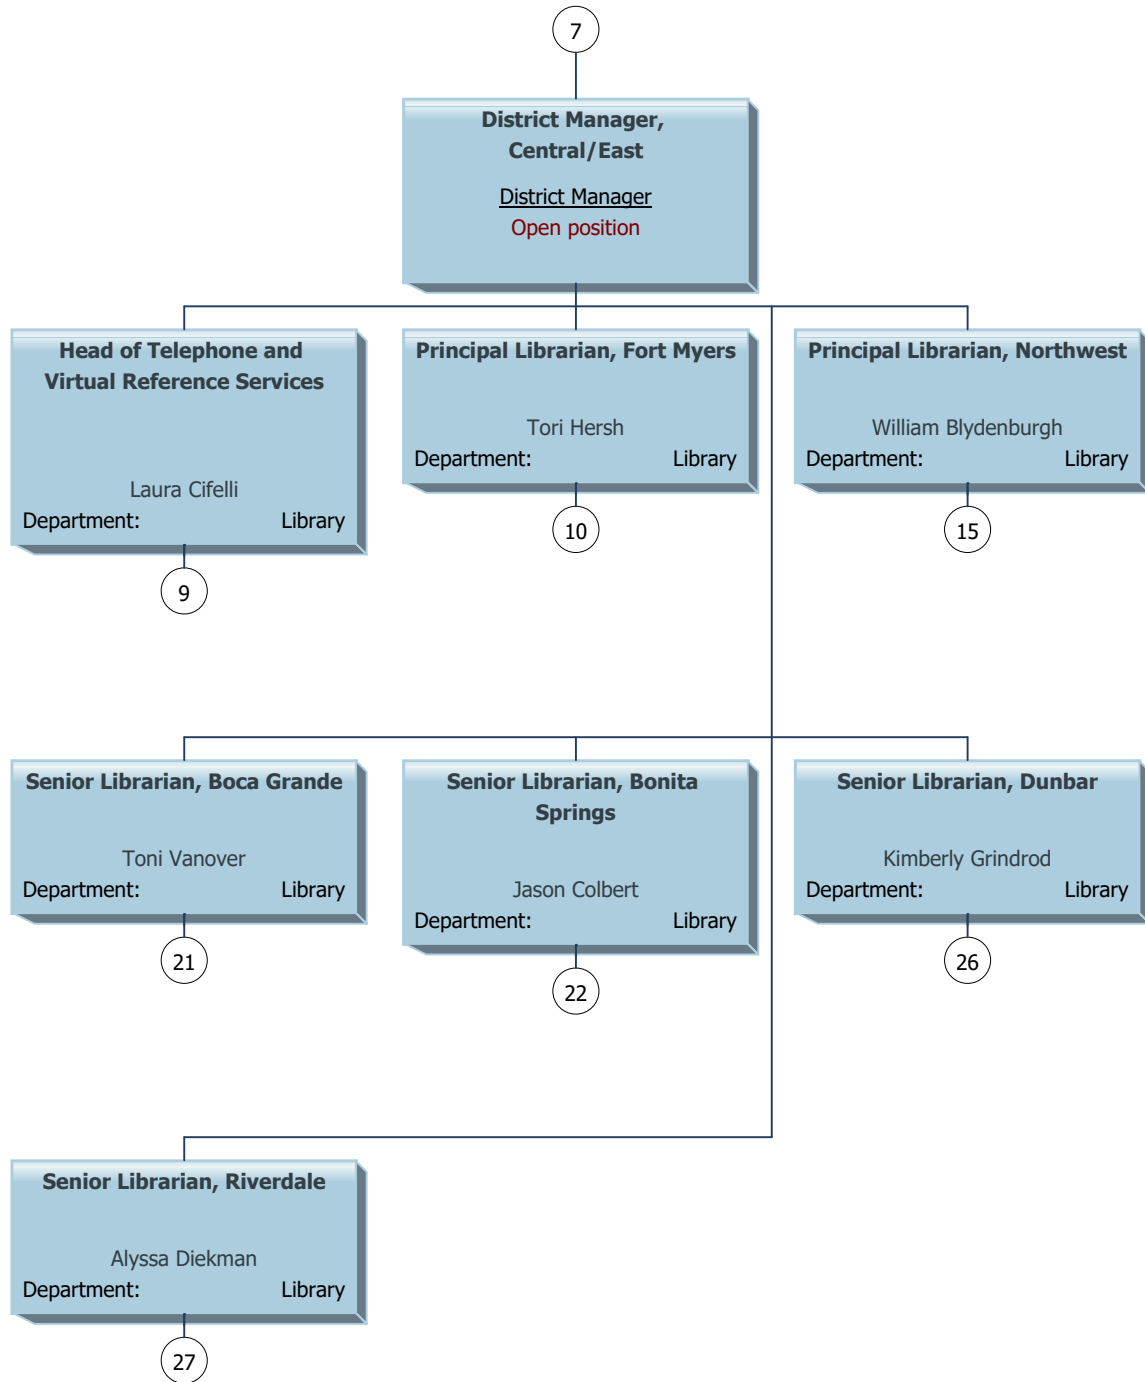 7
District Manager,
Central/East
District Manager
Open position
Head of Telephone and
Virtual Reference Services
Laura Cifelli
Department: Library
9
Principal Librarian, Fort Myers
Tori Hersh
Department: Library
10
Principal Librarian, Northwest
William Blydenburgh
Department: Library
15
Senior Librarian, Boca Grande
Toni Vanover
Department: Library
21
Senior Librarian, Bonita
Springs
Jason Colbert
Department: Library
22
Senior Librarian, Dunbar
Kimberly Grindrod
Department: Library
26
Senior Librarian, Riverdale
Alyssa Diekman
Department: Library
27